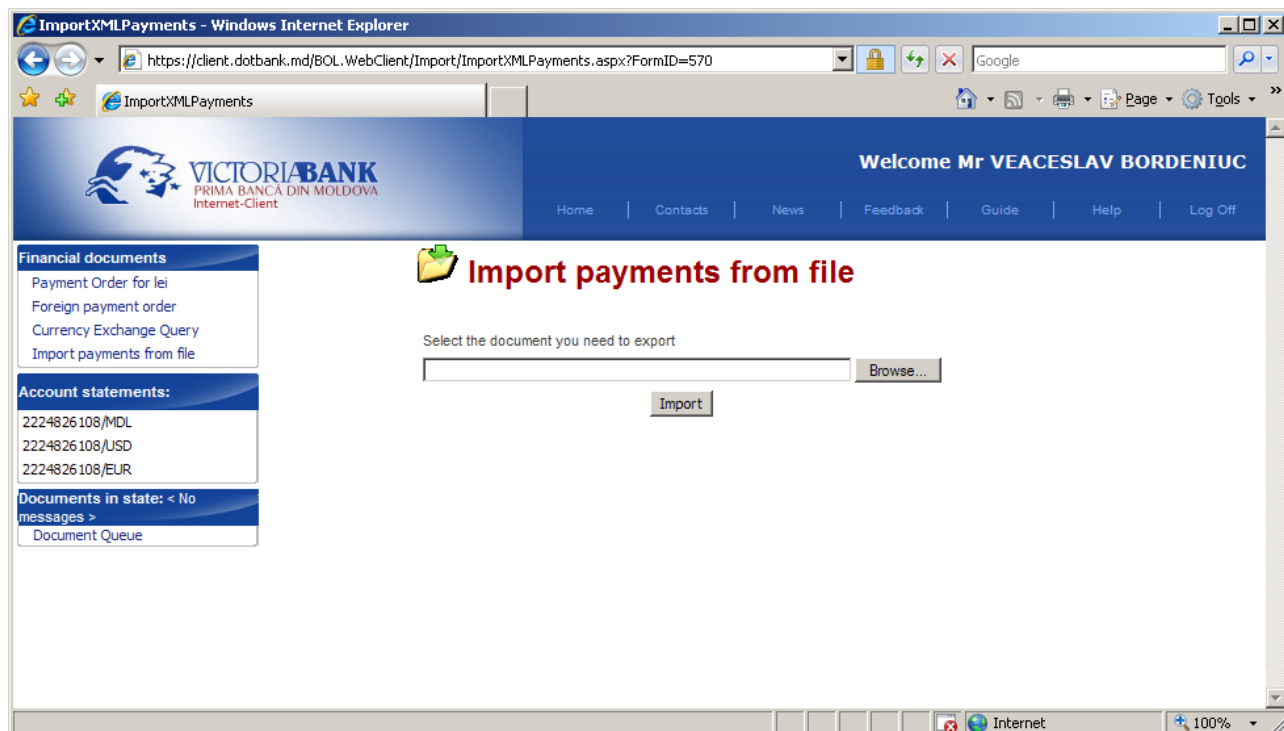 ImportXMLPayments - Windows Internet Explorer
https://client.dotbank.md/BOL.WebClient/Import/ImportXMLPayments.aspx?FormID=570
Google
ImportXMLPayments
Page
Tools
»
VICTORIABANK
PRIMA BANCĂ DIN MOLDOVA
Internet-Client
Welcome Mr VEACESLAV BORDENIUC
Home | Contacts | News | Feedback | Guide | Help | Log Off
Financial documents
Payment Order for lei
Foreign payment order
Currency Exchange Query
Import payments from file
Account statements:
2224826108/MDL
2224826108/USD
2224826108/EUR
Documents in state: < No
messages >
Document Queue
Import payments from file
Select the document you need to export
Browse...
Import
Internet
100%